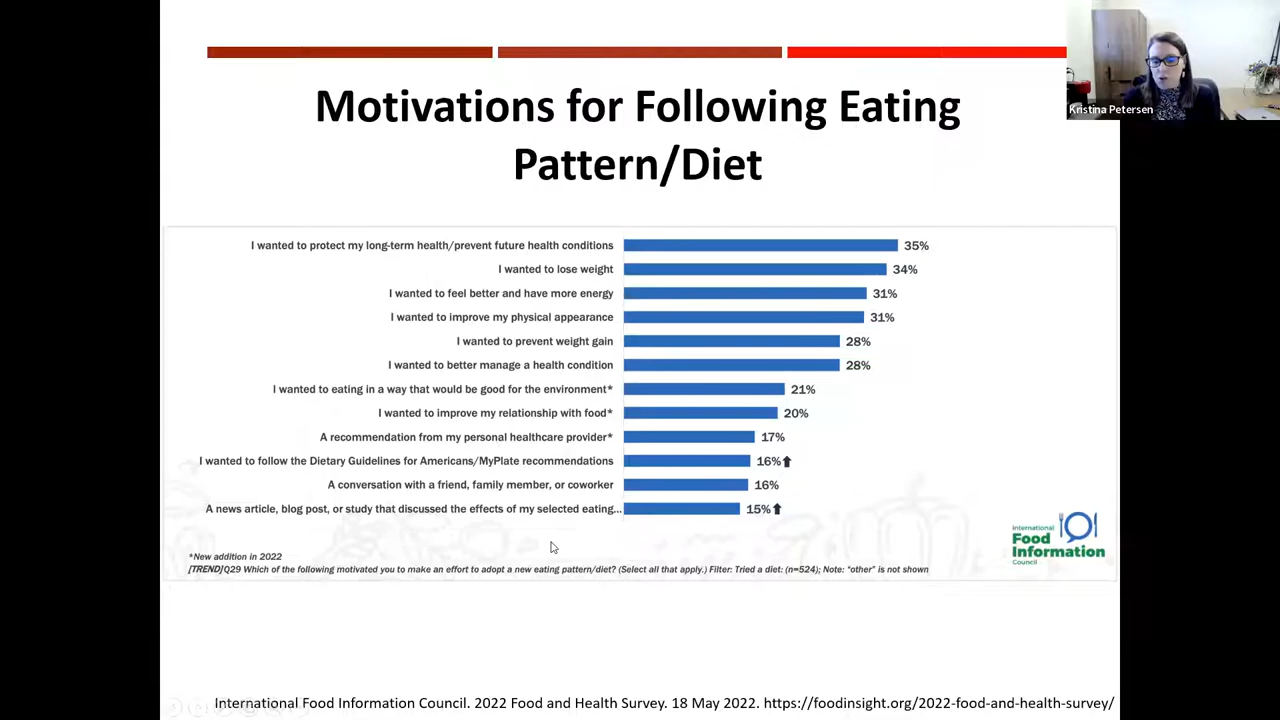 Kristina Petersen
Motivations for Following Eating
Pattern/Diet
I wanted to protect my long-term health/prevent future health conditions 35%
I wanted to lose weight 34%
I wanted to feel better and have more energy 31%
I wanted to improve my physical appearance 31%
I wanted to prevent weight gain 28%
I wanted to better manage a health condition 28%
I wanted to eating in a way that would be good for the environment* 21%
I wanted to improve my relationship with food* 20%
A recommendation from my personal healthcare provider* 17%
I wanted to follow the Dietary Guidelines for Americans/MyPlate recommendations 16%
A conversation with a friend, family member, or coworker 16%
A news article, blog post, or study that discussed the effects of my selected eating... 15%
International
Food
Information
Council
*New addition in 2022
[TREND]Q29 Which of the following motivated you to make an effort to adopt a new eating pattern/diet? (Select all that apply.) Filter: Tried a diet: (n=524); Note: "other" is not shown
International Food Information Council. 2022 Food and Health Survey. 18 May 2022. https://foodinsight.org/2022-food-and-health-survey/